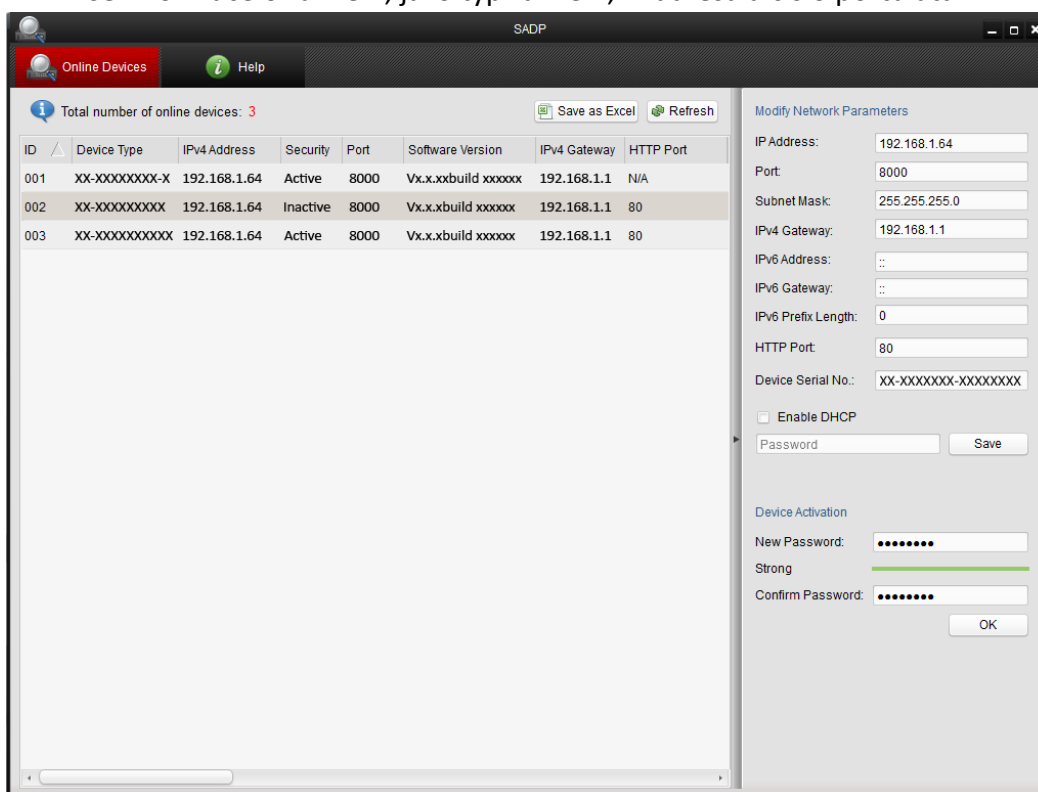 SADP
Online Devices
Help
Total number of online devices: 3
Save as Excel
Refresh
ID Device Type IPv4 Address Security Port Software Version IPv4 Gateway HTTP Port
001 XX-XXXXXXXX-X 192.168.1.64 Active 8000 Vx.x.xxbuild xxxxxx 192.168.1.1 N/A
002 XX-XXXXXXXXX 192.168.1.64 Inactive 8000 Vx.x.xbuild xxxxxx 192.168.1.1 80
003 XX-XXXXXXXXXX 192.168.1.64 Active 8000 Vx.x.xbuild xxxxxx 192.168.1.1 80
Modify Network Parameters
IP Address: 192.168.1.64
Port: 8000
Subnet Mask: 255.255.255.0
IPv4 Gateway: 192.168.1.1
IPv6 Address: ::
IPv6 Gateway: ::
IPv6 Prefix Length: 0
HTTP Port: 80
Device Serial No.: XX-XXXXXXX-XXXXXXXX
Enable DHCP
Password
Save
Device Activation
New Password: ●●●●●●●●
Strong
Confirm Password: ●●●●●●●●
OK